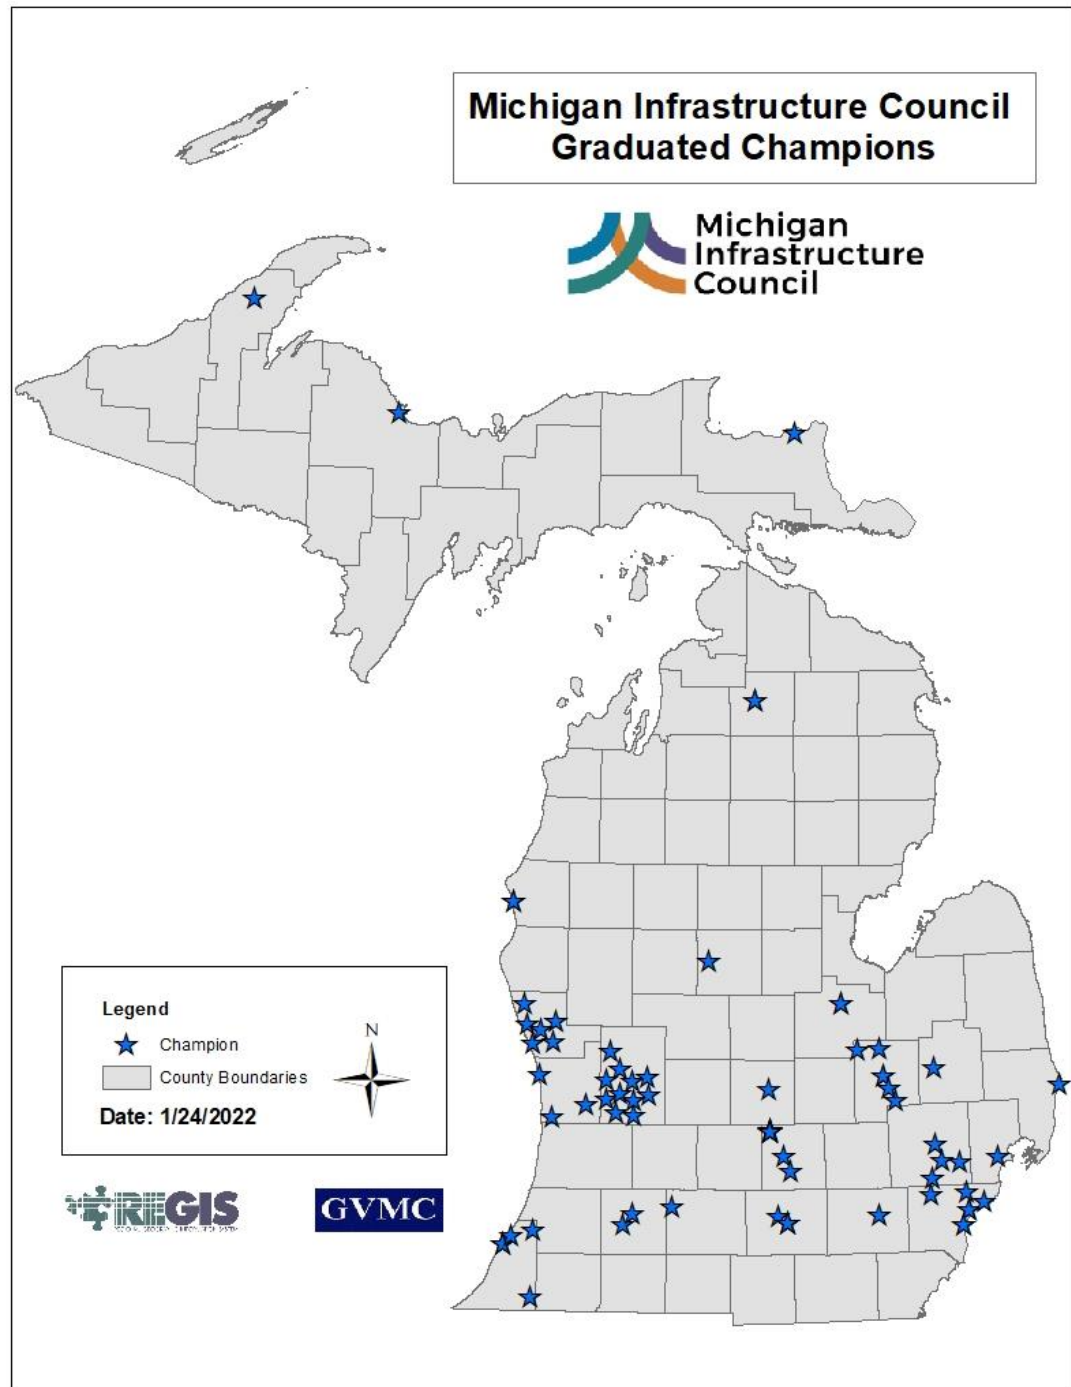 Michigan Infrastructure Council
Graduated Champions
Michigan
Infrastructure
Council
Legend
Champion
County Boundaries
Date: 1/24/2022
N
REGIS
GVMC